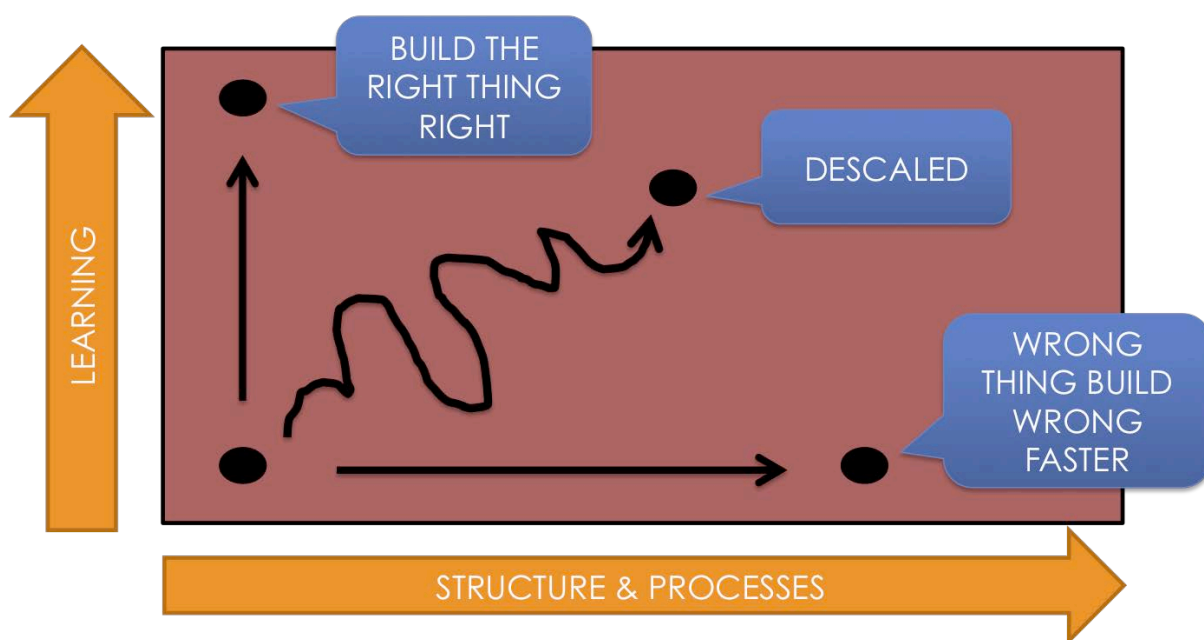 BUILD THE
RIGHT THING
RIGHT
DESCALED
LEARNING
WRONG
THING BUILD
WRONG
FASTER
STRUCTURE & PROCESSES